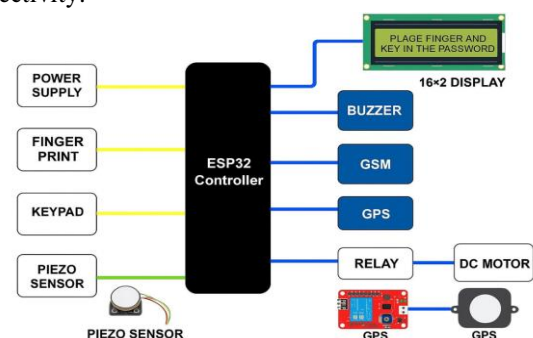 ectivity.
PLAGE FINGER AND
KEY IN THE PASSWORD
16×2 DISPLAY
POWER
SUPPLY
FINGER
PRINT
KEYPAD
PIEZO
SENSOR
PIEZO SENSOR
ESP32
Controller
BUZZER
GSM
GPS
RELAY
DC MOTOR
GPS
GPS